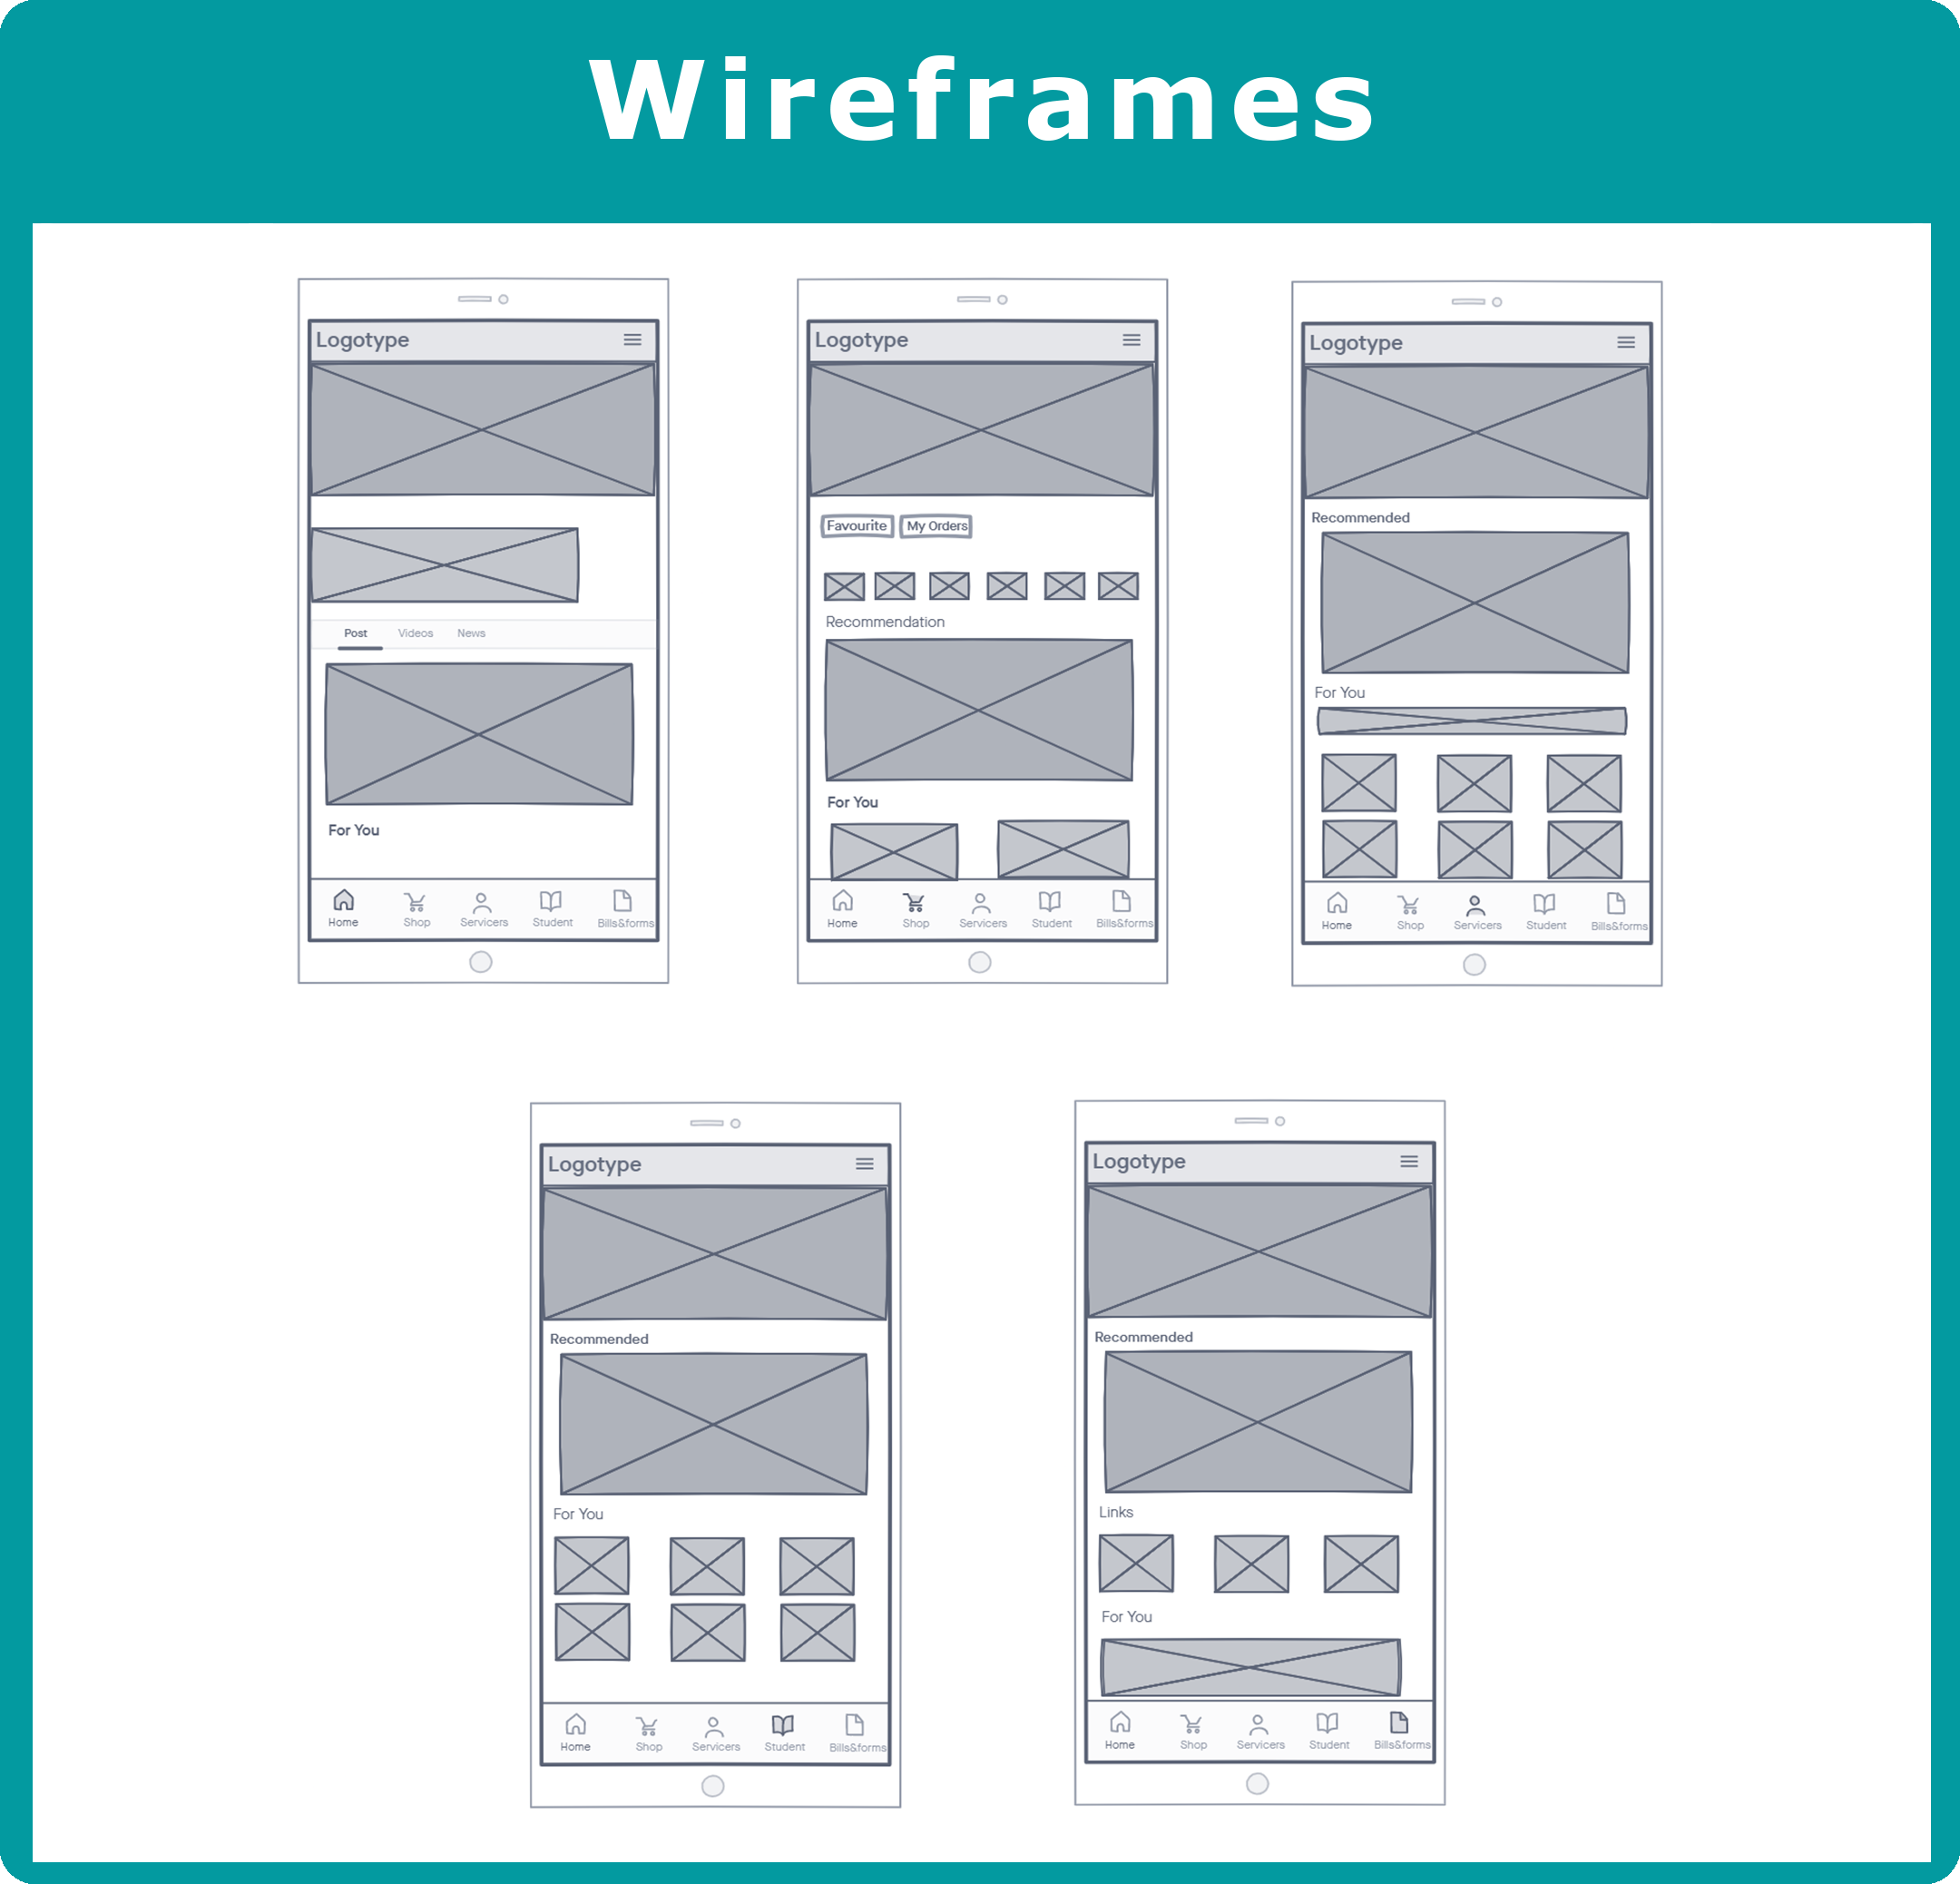 Wireframes
Logotype
Post Videos News
For You
Home Shop Servicers Student Bills&forms
Logotype
Favourite My Orders
Recommendation
For You
Home Shop Servicers Student Bills&forms
Logotype
Recommended
For You
Home Shop Servicers Student Bills&forms
Logotype
Recommended
For You
Home Shop Servicers Student Bills&forms
Logotype
Recommended
Links
For You
Home Shop Servicers Student Bills&forms